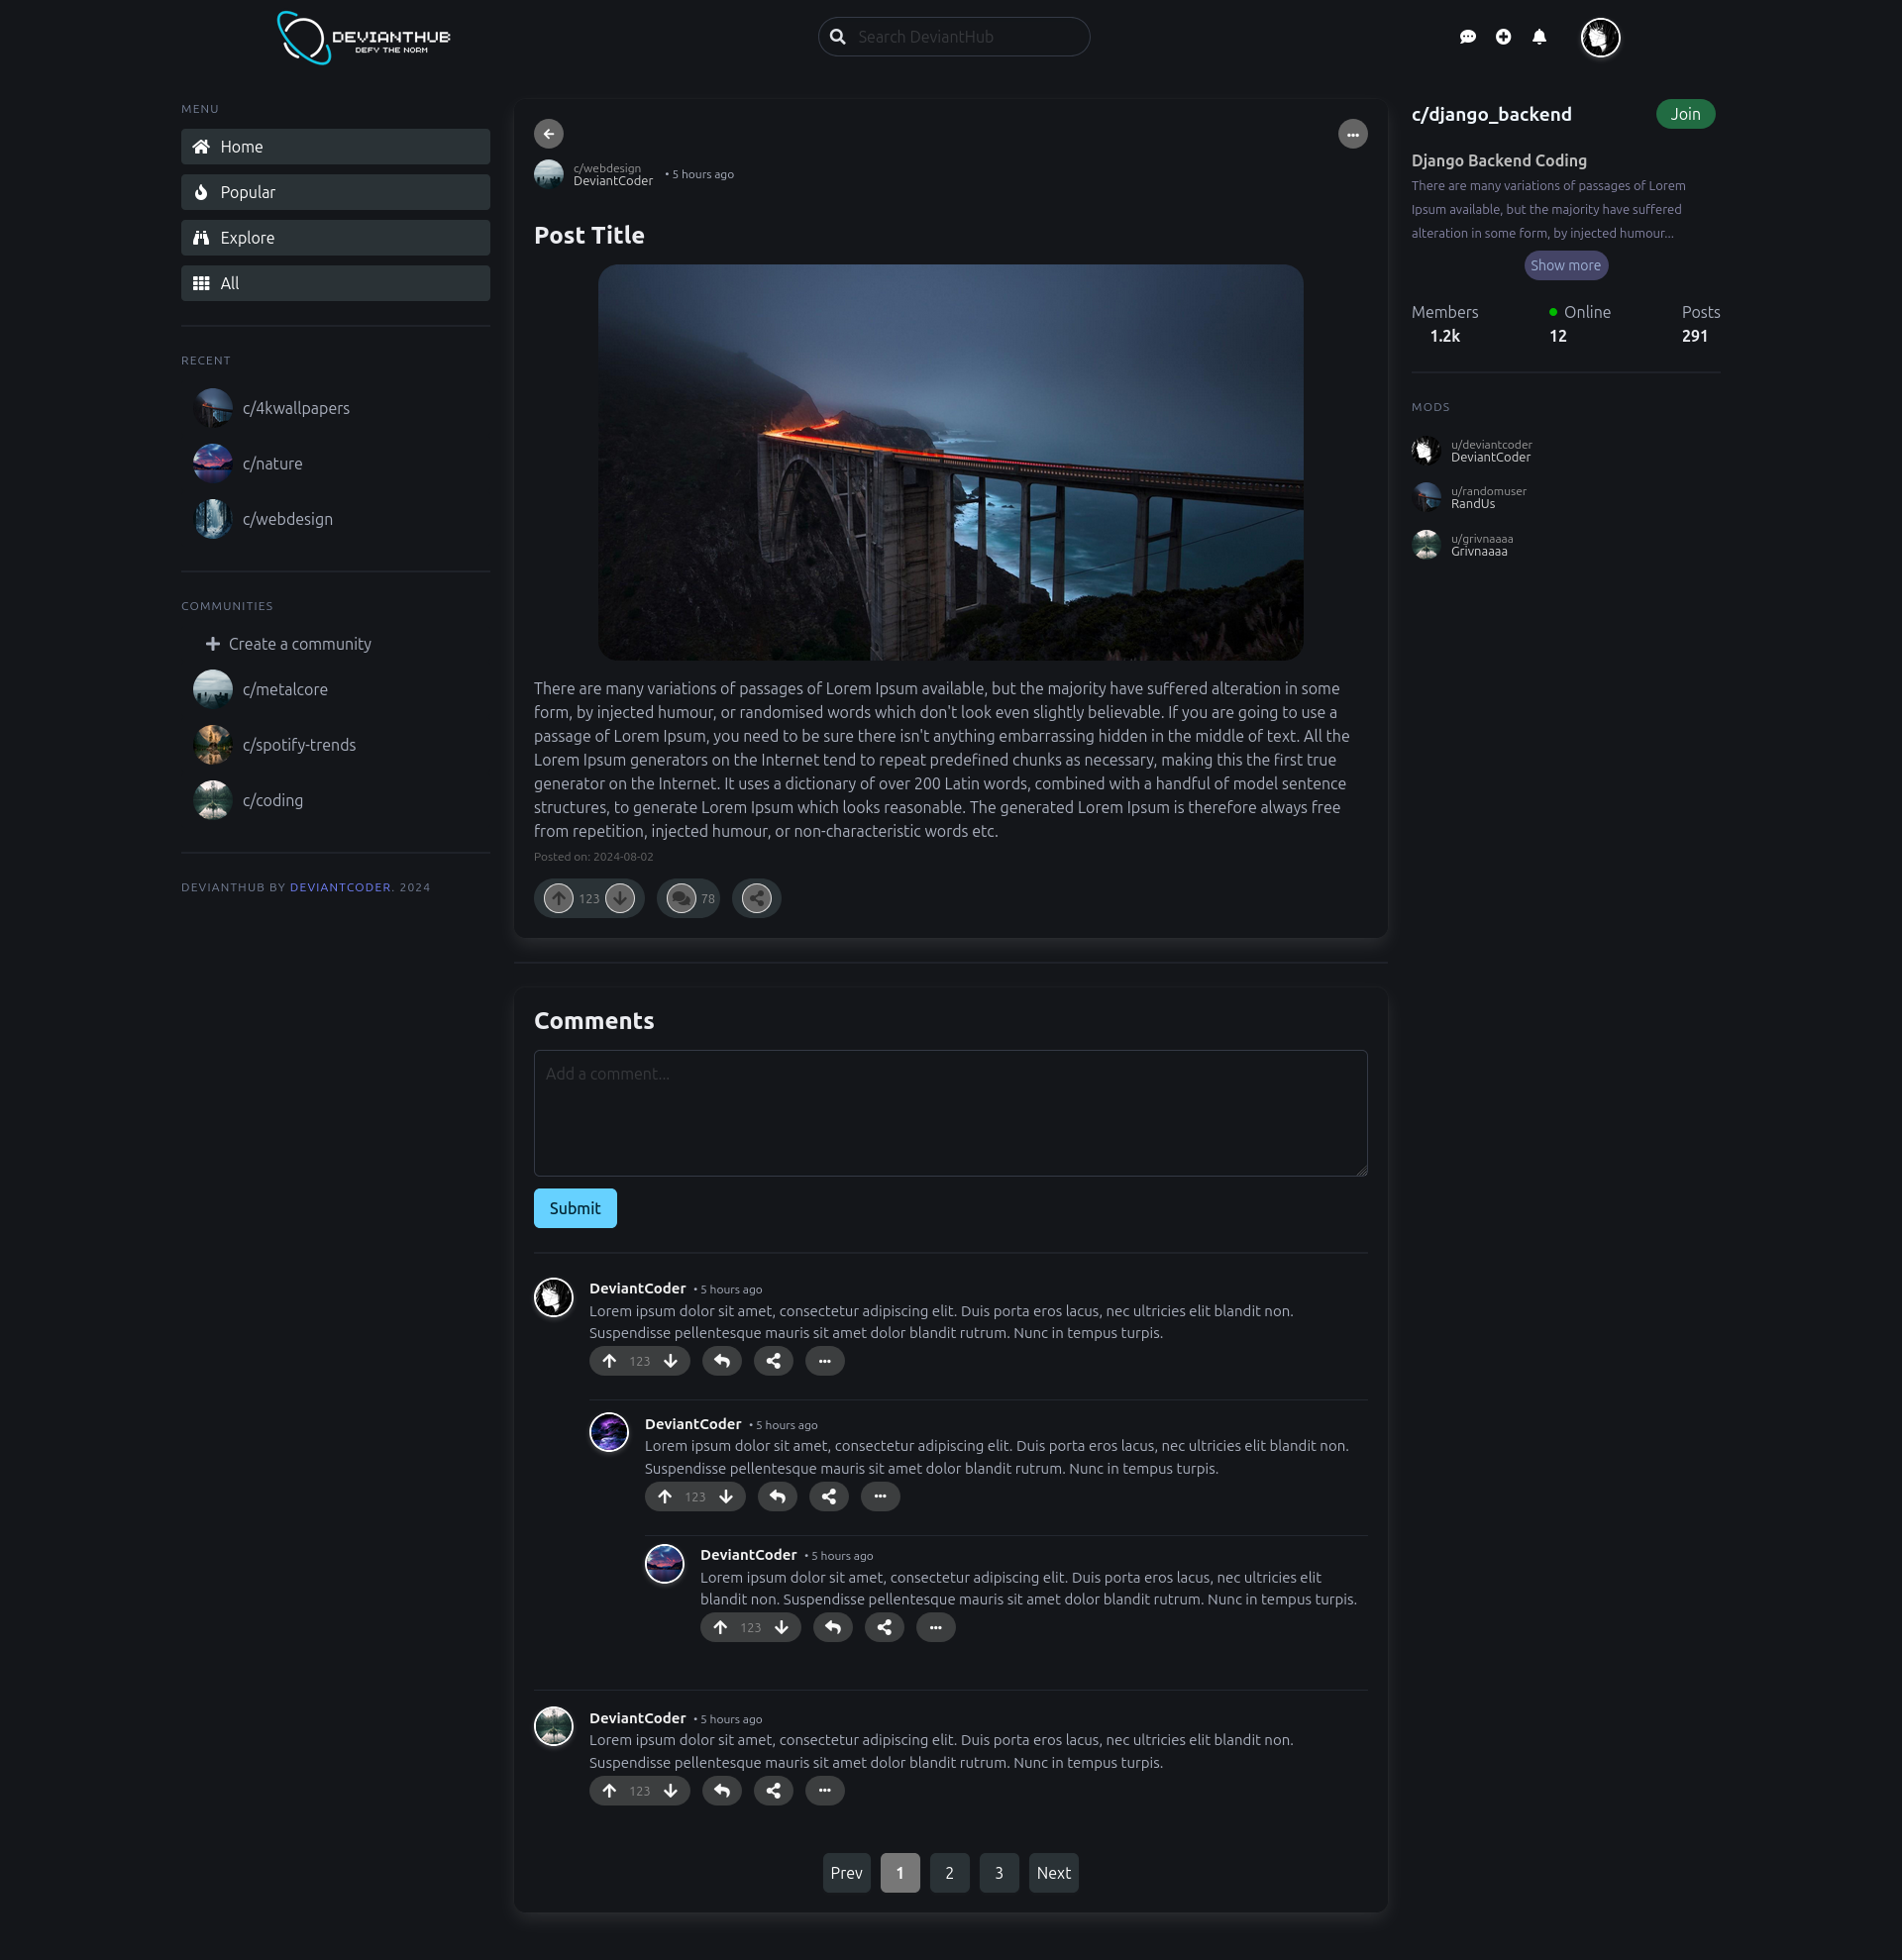 DEVIANTHUB
DEFY THE NORM
Search DeviantHub
MENU
Home
Popular
Explore
All
RECENT
c/4kwallpapers
c/nature
c/webdesign
COMMUNITIES
Create a community
c/metalcore
c/spotify-trends
c/coding
DEVIANTHUB BY DEVIANTCODER. 2024
c/webdesign
DeviantCoder
• 5 hours ago
Post Title
There are many variations of passages of Lorem Ipsum available, but the majority have suffered alteration in some
form, by injected humour, or randomised words which don't look even slightly believable. If you are going to use a
passage of Lorem Ipsum, you need to be sure there isn't anything embarrassing hidden in the middle of text. All the
Lorem Ipsum generators on the Internet tend to repeat predefined chunks as necessary, making this the first true
generator on the Internet. It uses a dictionary of over 200 Latin words, combined with a handful of model sentence
structures, to generate Lorem Ipsum which looks reasonable. The generated Lorem Ipsum is therefore always free
from repetition, injected humour, or non-characteristic words etc.
Posted on: 2024-08-02
123
78
Comments
Add a comment...
Submit
DeviantCoder • 5 hours ago
Lorem ipsum dolor sit amet, consectetur adipiscing elit. Duis porta eros lacus, nec ultricies elit blandit non.
Suspendisse pellentesque mauris sit amet dolor blandit rutrum. Nunc in tempus turpis.
123
DeviantCoder • 5 hours ago
Lorem ipsum dolor sit amet, consectetur adipiscing elit. Duis porta eros lacus, nec ultricies elit blandit non.
Suspendisse pellentesque mauris sit amet dolor blandit rutrum. Nunc in tempus turpis.
123
DeviantCoder • 5 hours ago
Lorem ipsum dolor sit amet, consectetur adipiscing elit. Duis porta eros lacus, nec ultricies elit
blandit non. Suspendisse pellentesque mauris sit amet dolor blandit rutrum. Nunc in tempus turpis.
123
DeviantCoder • 5 hours ago
Lorem ipsum dolor sit amet, consectetur adipiscing elit. Duis porta eros lacus, nec ultricies elit blandit non.
Suspendisse pellentesque mauris sit amet dolor blandit rutrum. Nunc in tempus turpis.
123
Prev 1 2 3 Next
c/django_backend
Join
Django Backend Coding
There are many variations of passages of Lorem
Ipsum available, but the majority have suffered
alteration in some form, by injected humour...
Show more
Members Online Posts
1.2k 12 291
MODS
u/deviantcoder
DeviantCoder
u/randomuser
RandUs
u/grivnaaaa
Grivnaaaa